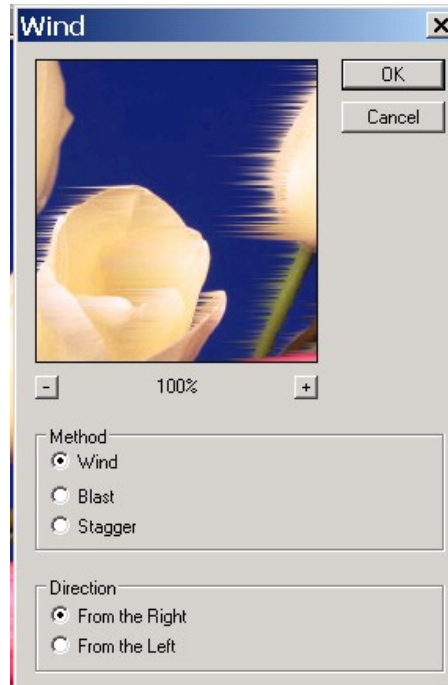 Wind
OK
Cancel
- 100% +
Method
Wind
Blast
Stagger
Direction
From the Right
From the Left